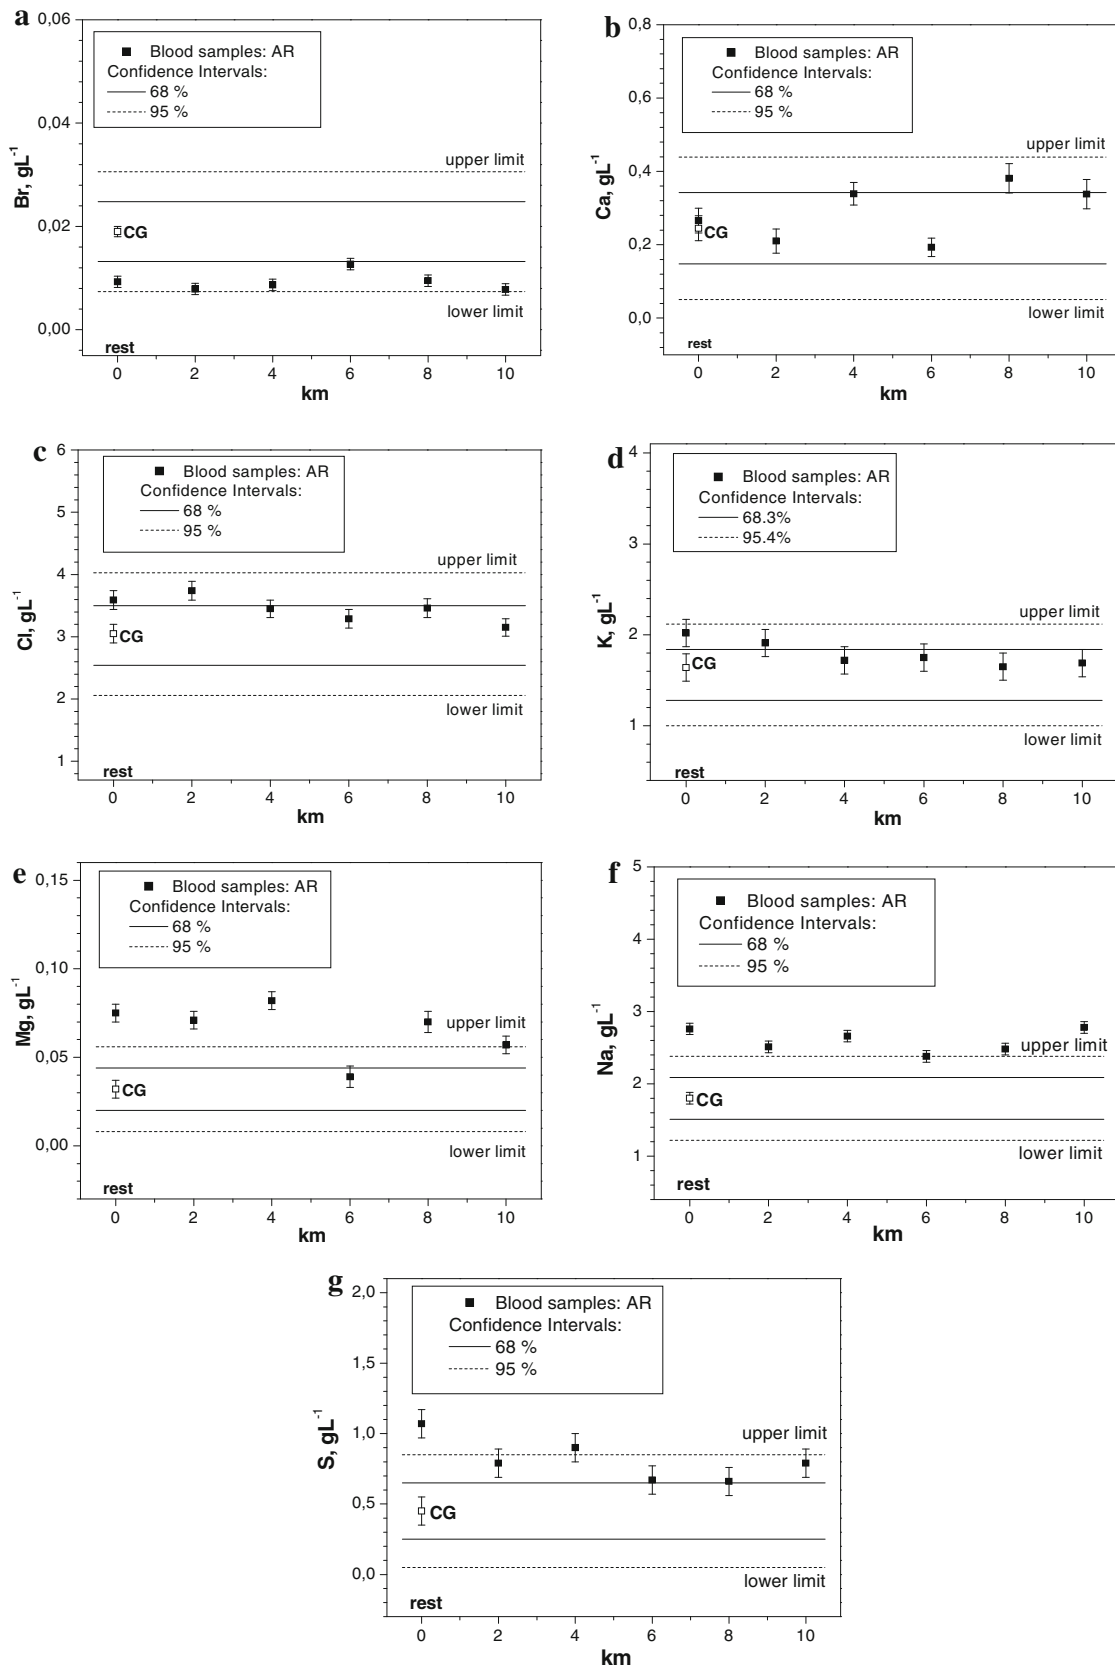 a
0,06
0,04
0,02
0,00
Br, gL-1
Blood samples: AR
Confidence Intervals:
68 %
95 %
upper limit
CG
lower limit
rest
0 2 4 6 8 10
km
b
0,8
0,6
0,4
0,2
0,0
Ca, gL-1
Blood samples: AR
Confidence Intervals:
68 %
95 %
upper limit
CG
lower limit
rest
0 2 4 6 8 10
km
c
6
5
4
3
2
1
Cl, gL-1
Blood samples: AR
Confidence Intervals:
68 %
95 %
upper limit
CG
lower limit
rest
0 2 4 6 8 10
km
d
4
3
2
1
K, gL-1
Blood samples: AR
Confidence Intervals:
68.3%
95.4%
upper limit
CG
lower limit
rest
0 2 4 6 8 10
km
e
0,15
0,10
0,05
0,00
Mg, gL-1
Blood samples: AR
Confidence Intervals:
68 %
95 %
upper limit
CG
lower limit
rest
0 2 4 6 8 10
km
f
5
4
3
2
1
Na, gL-1
Blood samples: AR
Confidence Intervals:
68 %
95 %
upper limit
CG
lower limit
rest
0 2 4 6 8 10
km
g
2,0
1,5
1,0
0,5
0,0
S, gL-1
Blood samples: AR
Confidence Intervals:
68 %
95 %
upper limit
CG
lower limit
rest
0 2 4 6 8 10
km